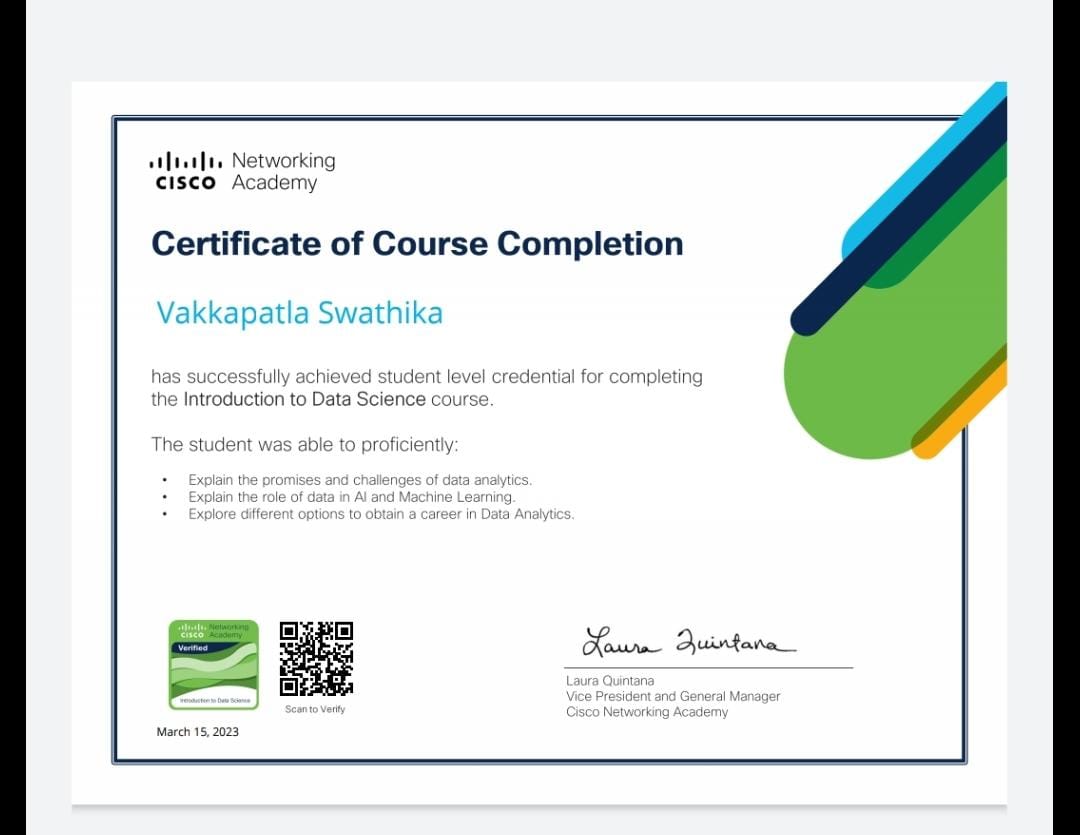 CISCO Networking Academy
Certificate of Course Completion
Vakkapatla Swathika
has successfully achieved student level credential for completing
the Introduction to Data Science course.
The student was able to proficiently:
• Explain the promises and challenges of data analytics.
• Explain the role of data in AI and Machine Learning.
• Explore different options to obtain a career in Data Analytics.
CISCO Networking Academy
Verified
Introduction to Data Science
Scan to Verify
March 15, 2023
Laura Quintana
Laura Quintana
Vice President and General Manager
Cisco Networking Academy